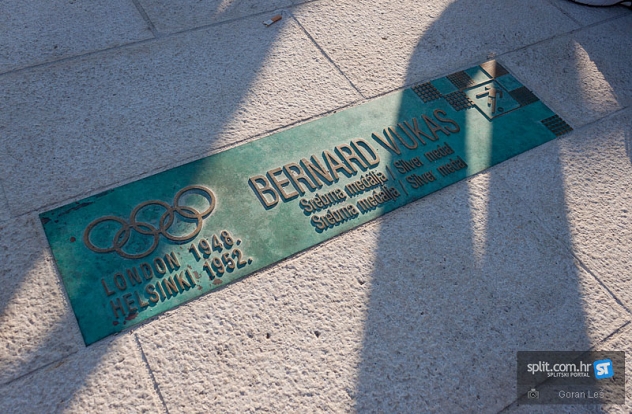 BERNARD VUKAS
Srebrna medalja / Silver medal
Srebrna medalja / Silver medal
LONDON 1948.
HELSINKI 1952.
split.com.hr
SPLITSKI PORTAL
ST
Goran Leš